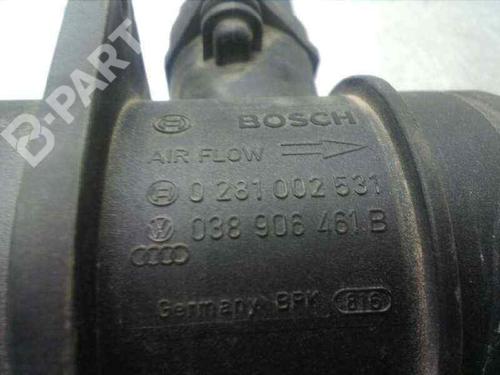 B-PARTS
BOSCH
AIR FLOW
0 281 002 531
038 906 461 B
Germany BPK 816